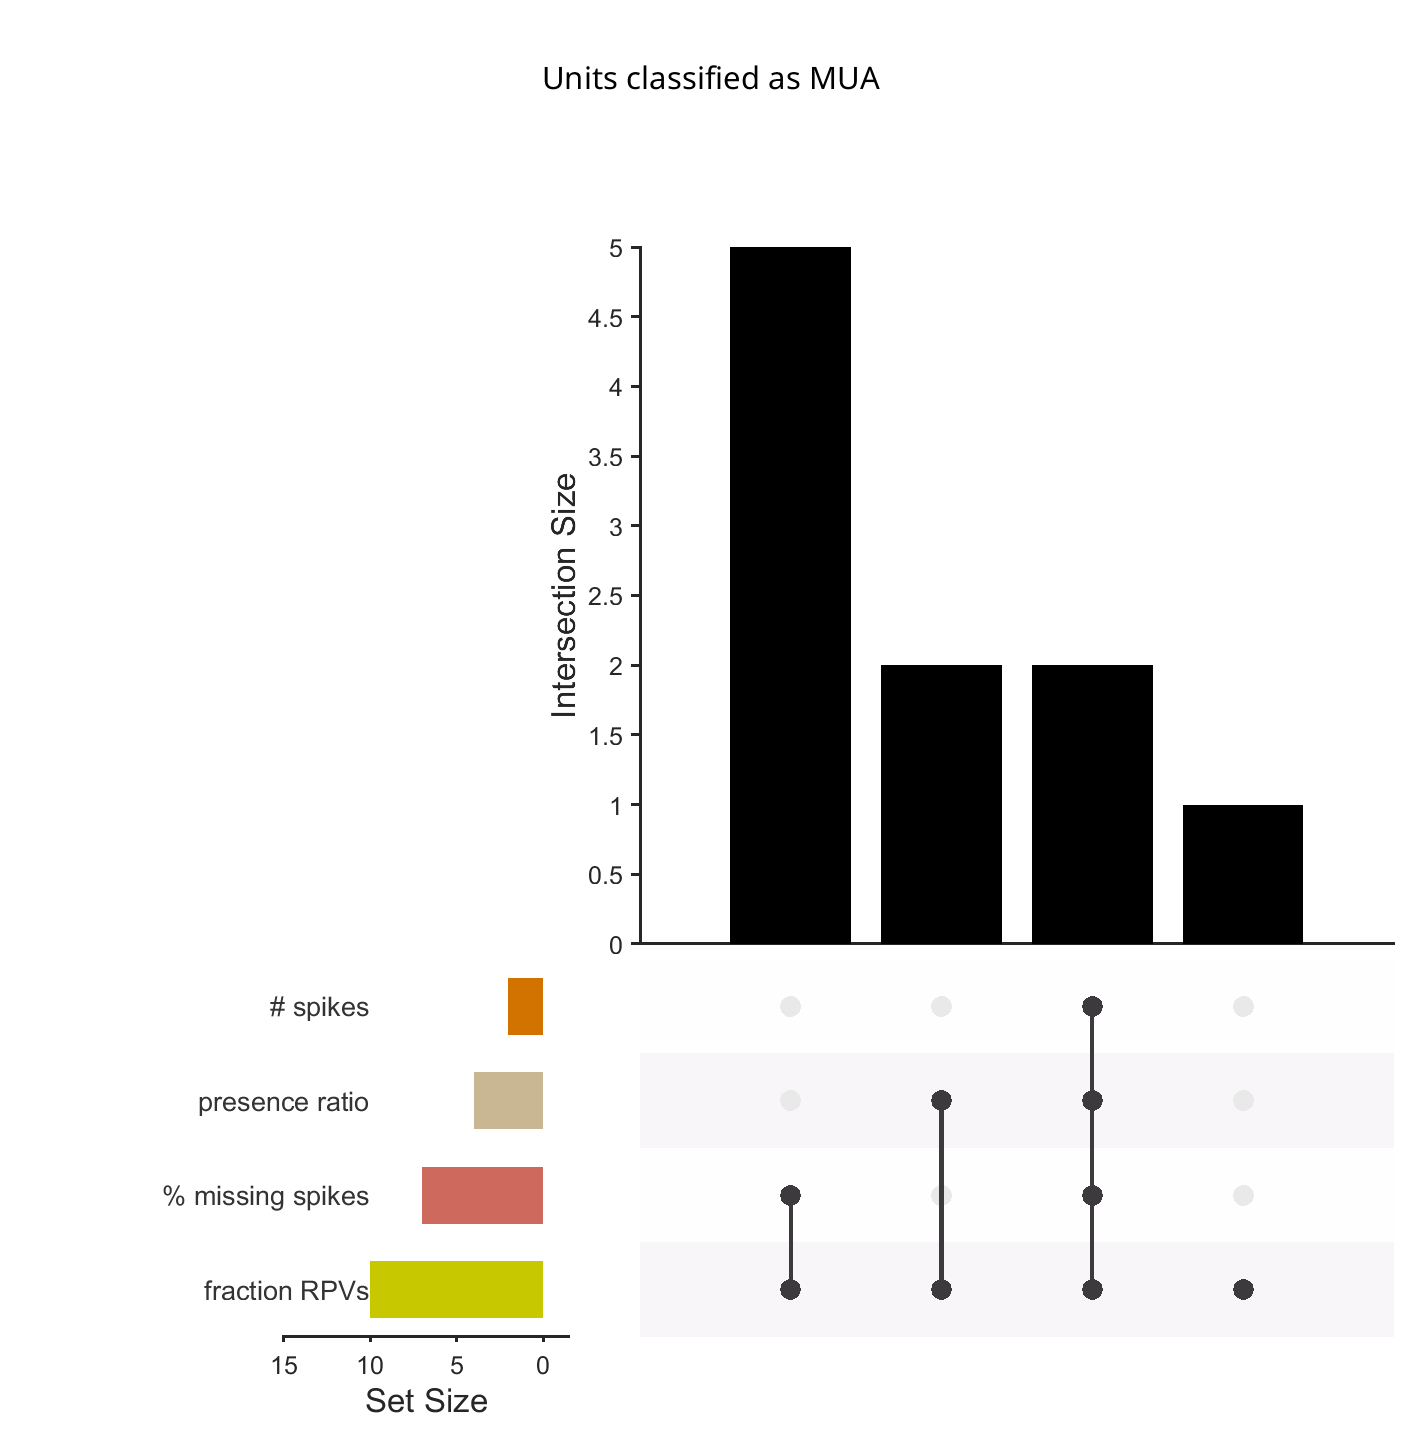 Units classified as MUA
5
4.5
4
3.5
3
2.5
2
1.5
1
0.5
0
Intersection Size
# spikes
presence ratio
% missing spikes
fraction RPVs
15 10 5 0
Set Size